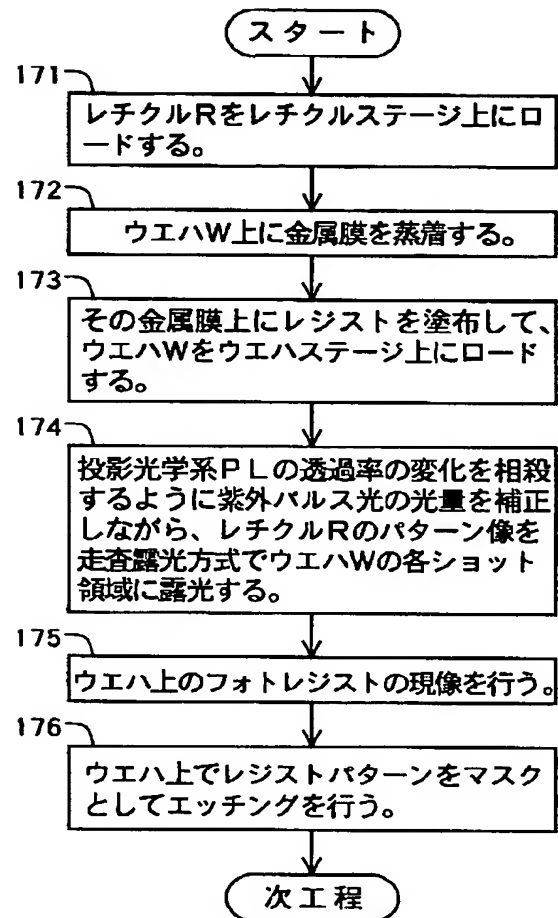 スタート
171
レチクルRをレチクルステージ上にロ
ードする。
172
ウエハW上に金属膜を蒸着する。
173
その金属膜上にレジストを塗布して、
ウエハWをウエハステージ上にロード
する。
174
投影光学系PLの透過率の変化を相殺
するように紫外パルス光の光量を補正
しながら、レチクルRのパターン像を
走査露光方式でウエハWの各ショット
領域に露光する。
175
ウエハ上のフォトレジストの現像を行う。
176
ウエハ上でレジストパターンをマスク
としてエッチングを行う。
次工程